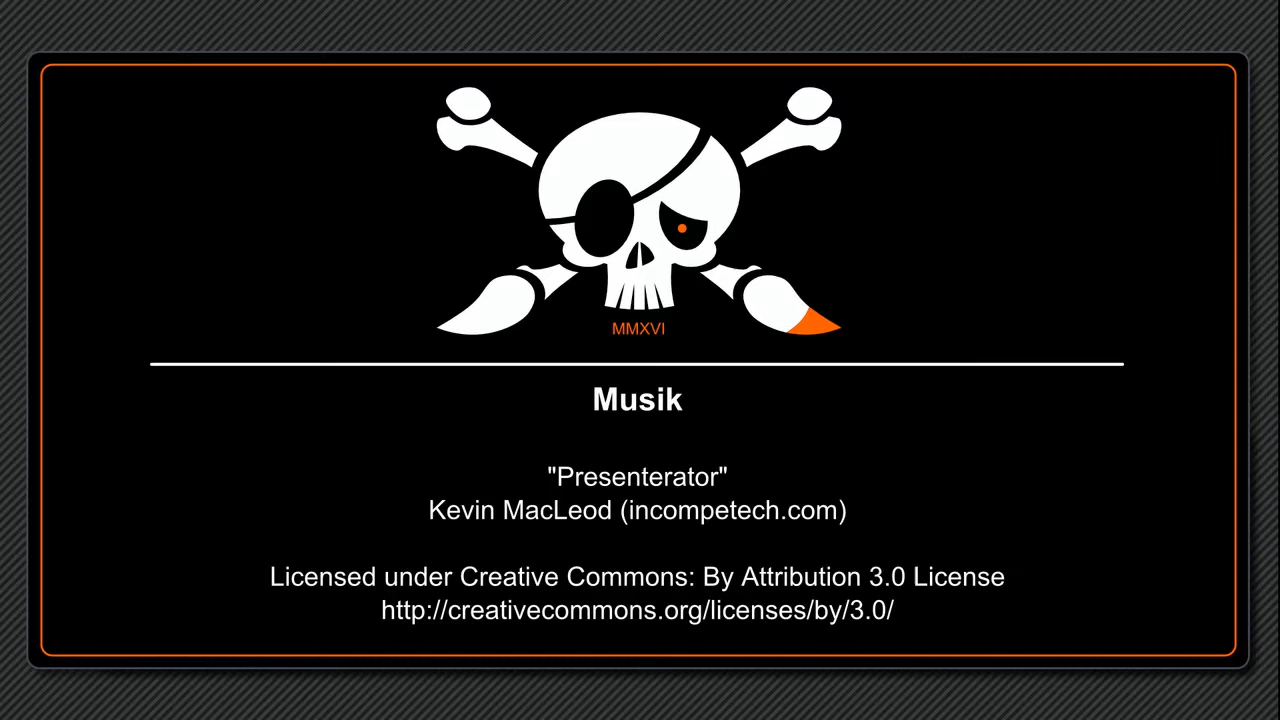 MMXVI
Musik
"Presenterator"
Kevin MacLeod (incompetech.com)
Licensed under Creative Commons: By Attribution 3.0 License
http://creativecommons.org/licenses/by/3.0/